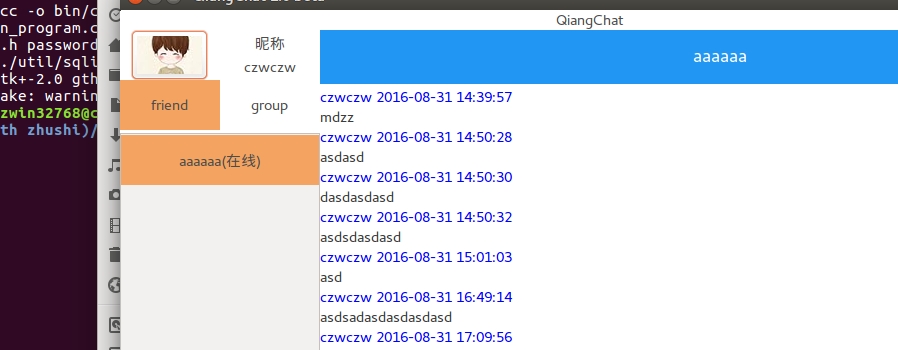 cc -o bin/c
n_program.c
.h password
./util/sqli
tk+-2.0 gth
ake: warnin
zwin32768@c
th zhushi)/
QiangChat
昵称
czwczw
friend
group
aaaaaa(在线)
aaaaaa
czwczw 2016-08-31 14:39:57
mdzz
czwczw 2016-08-31 14:50:28
asdasd
czwczw 2016-08-31 14:50:30
dasdasdasd
czwczw 2016-08-31 14:50:32
asdsdasdasd
czwczw 2016-08-31 15:01:03
asd
czwczw 2016-08-31 16:49:14
asdsadasdasdasdasd
czwczw 2016-08-31 17:09:56